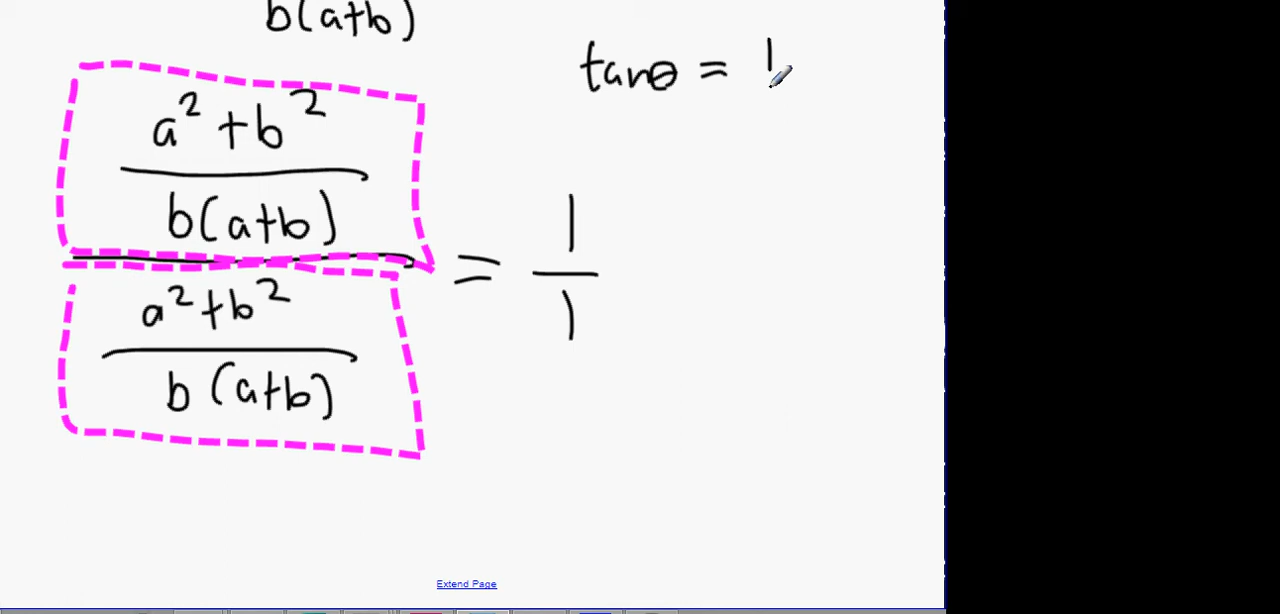 b(a+b)
tanθ = 1
a² + b²
b(a+b)
a² + b²
b(a+b)
= 1
1
Extend Page